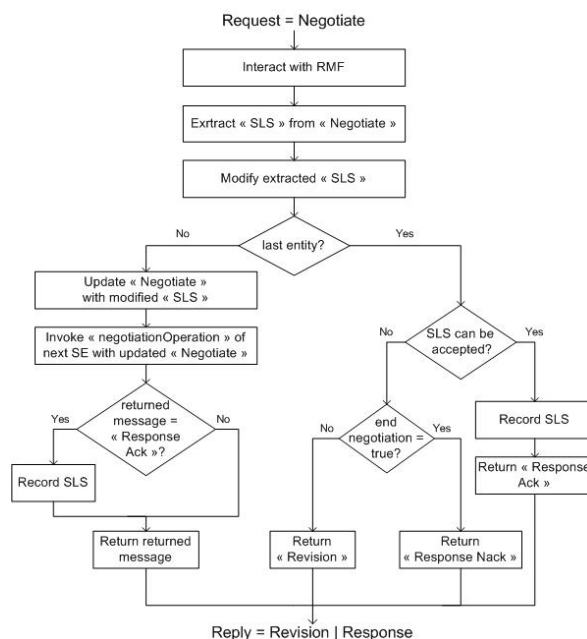 Request = Negotiate
Interact with RMF
Exrtract « SLS » from « Negotiate »
Modify extracted « SLS »
last entity?
No
Yes
Update « Negotiate »
with modified « SLS »
Invoke « negotiationOperation » of
next SE with updated « Negotiate »
returned
message =
« Response
Ack »?
Yes
No
Record SLS
Return returned
message
SLS can be
accepted?
No
Yes
end
negotiation =
true?
No
Yes
Return
« Revision »
Return
« Response Nack »
Record SLS
Return « Response
Ack »
Reply = Revision | Response